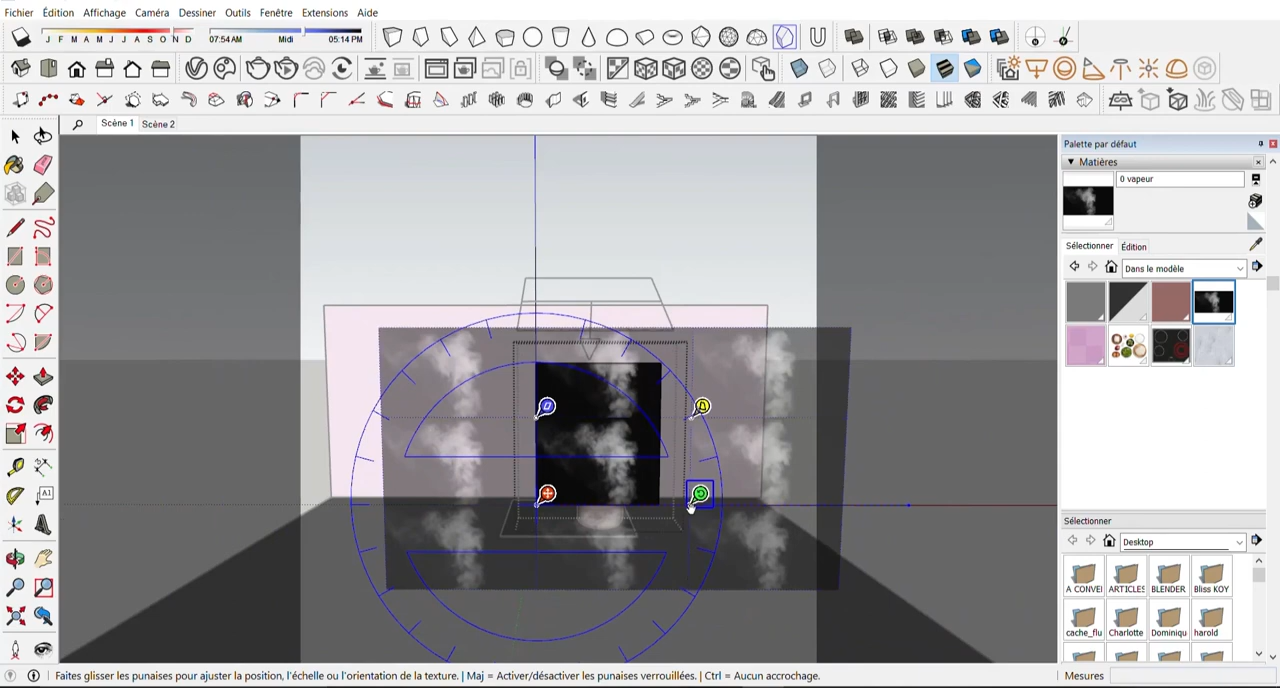 Fichier Édition Affichage Caméra Dessiner Outils Fenêtre Extensions Aide
J F M A M J J A S O N D 07:54 AM Midi 05:14 PM
Scène 1 Scène 2
Palette par défaut
Matières
0 vapeur
Sélectionner Édition
Dans le modèle
A1
Sélectionner
Desktop
A CONVEI ARTICLES BLENDER Bliss KOY
cache_flu Charlotte Dominiqu harold
Faites glisser les punaises pour ajuster la position, l'échelle ou l'orientation de la texture. | Maj = Activer/désactiver les punaises verrouillées. | Ctrl = Aucun accrochage. Mesures